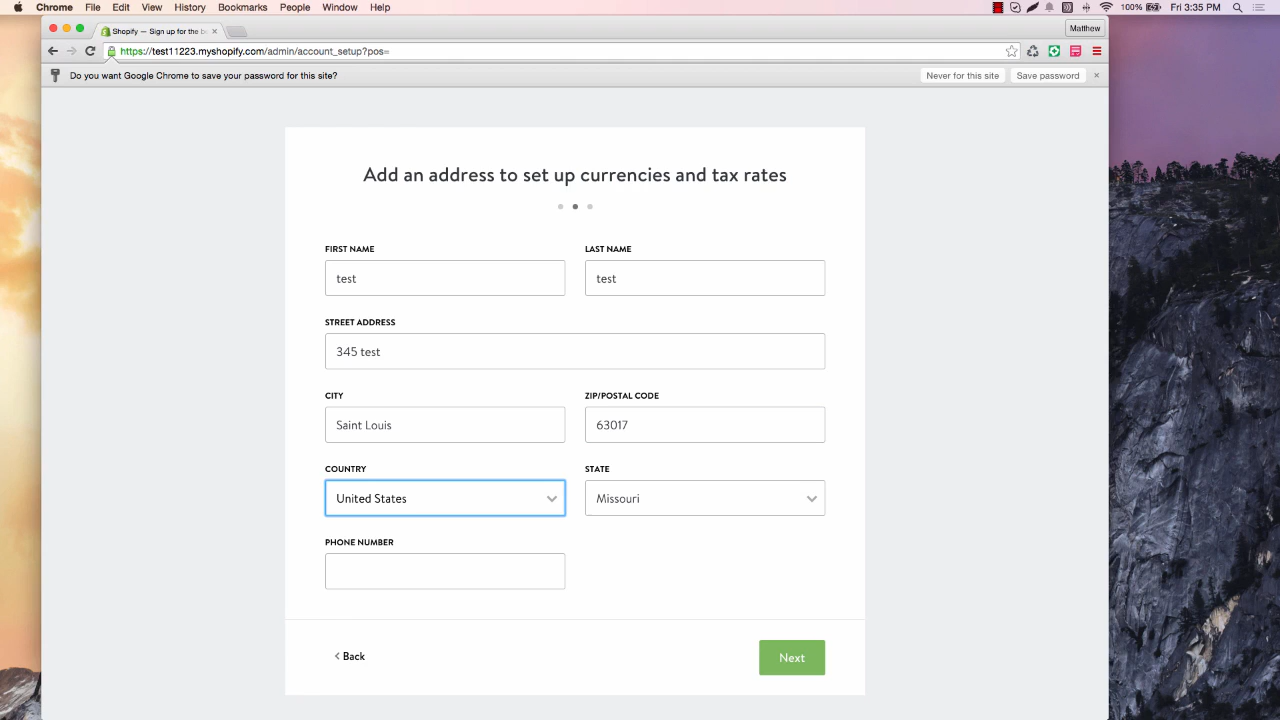 Chrome File Edit View History Bookmarks People Window Help 100% Fri 3:35 PM
Shopify — Sign up for the b
Matthew
https://test11223.myshopify.com/admin/account_setup?pos=
Do you want Google Chrome to save your password for this site? Never for this site Save password
Add an address to set up currencies and tax rates
FIRST NAME LAST NAME
test test
STREET ADDRESS
345 test
CITY ZIP/POSTAL CODE
Saint Louis 63017
COUNTRY STATE
United States Missouri
PHONE NUMBER
Back Next